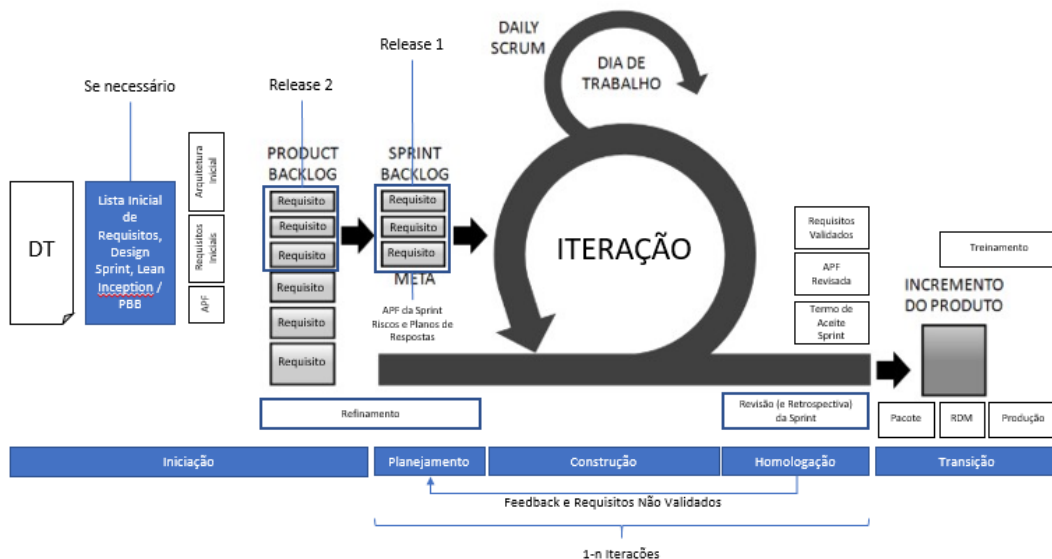 Release 1
Se necessário
Release 2
DAILY
SCRUM
DIA DE
TRABALHO
DT
Lista Inicial
de
Requisitos,
Design
Sprint, Lean
Inception /
PBB
Arquitetura
Inicial
Requisitos
Iniciais
APF
PRODUCT
BACKLOG
Requisito
Requisito
Requisito
Requisito
Requisito
Requisito
SPRINT
BACKLOG
Requisito
Requisito
Requisito
META
APF da Sprint
Riscos e Planos de
Respostas
ITERAÇÃO
Requisitos
Validados
APF
Revisada
Termo de
Aceite
Sprint
Treinamento
INCREMENTO
DO PRODUTO
Refinamento
Revisão (e Retrospectiva)
da Sprint
Pacote
RDM
Produção
Iniciação
Planejamento
Construção
Homologação
Transição
Feedback e Requisitos Não Validados
1-n Iterações